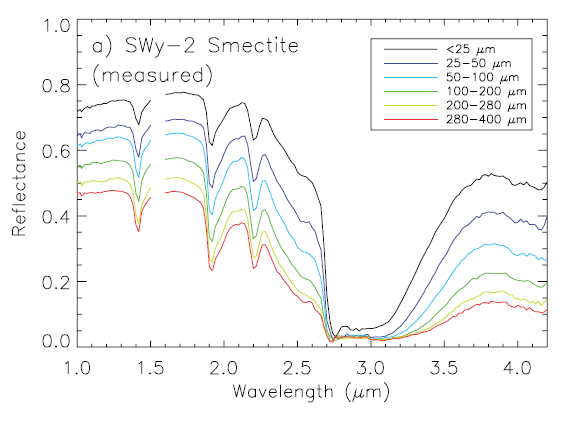 1.0
0.8
0.6
0.4
0.2
0.0
Reflectance
a) SWy-2 Smectite
(measured)
<25 μm
25-50 μm
50-100 μm
100-200 μm
200-280 μm
280-400 μm
1.0 1.5 2.0 2.5 3.0 3.5 4.0
Wavelength (μm)